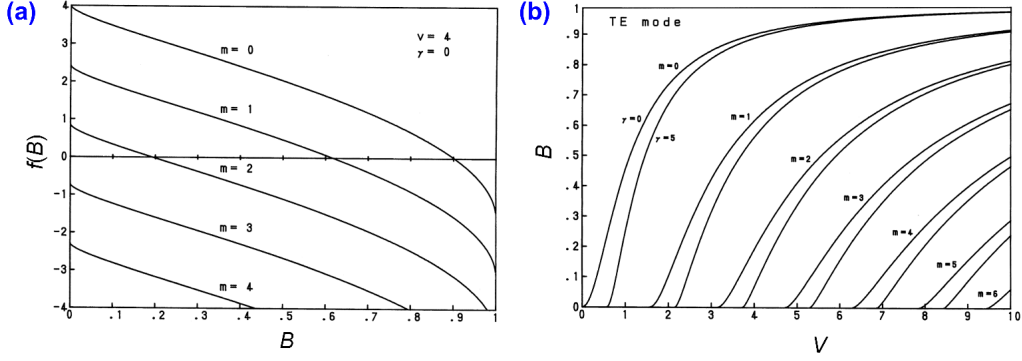 (a)
4
3
2
1
0
-1
-2
-3
-4
f(B)
m = 0
m = 1
m = 2
m = 3
m = 4
v = 4
γ = 0
0 .1 .2 .3 .4 .5 .6 .7 .8 .9 1
B
(b)
TE mode
1
.9
.8
.7
.6
.5
.4
.3
.2
.1
0
B
m=0
γ=0
γ=5
m=1
m=2
m=3
m=4
m=5
m=6
0 1 2 3 4 5 6 7 8 9 10
V